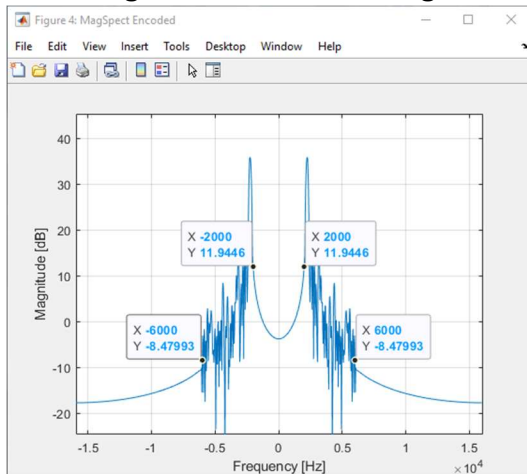 Figure 4: MagSpect Encoded
File Edit View Insert Tools Desktop Window Help
40
30
20
10
0
-10
-20
Magnitude [dB]
X -2000
Y 11.9446
X 2000
Y 11.9446
X -6000
Y -8.47993
X 6000
Y -8.47993
-1.5 -1 -0.5 0 0.5 1 1.5
Frequency [Hz]
× 10^4